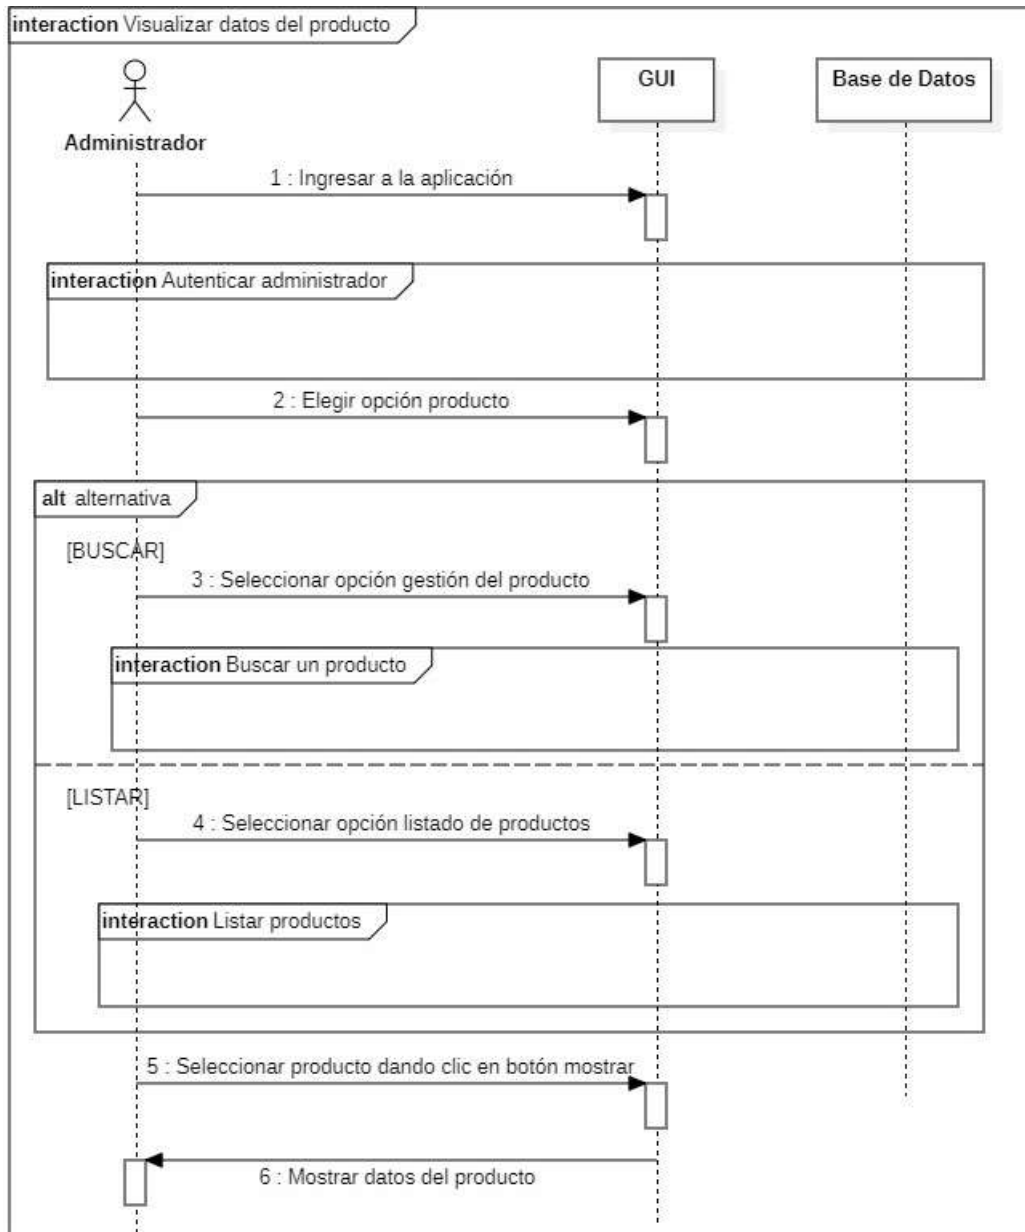 interaction Visualizar datos del producto
GUI
Base de Datos
Administrador
1 : Ingresar a la aplicación
interaction Autenticar administrador
2 : Elegir opción producto
alt alternativa
[BUSCAR]
3 : Seleccionar opción gestión del producto
interaction Buscar un producto
[LISTAR]
4 : Seleccionar opción listado de productos
interaction Listar productos
5 : Seleccionar producto dando clic en botón mostrar
6 : Mostrar datos del producto